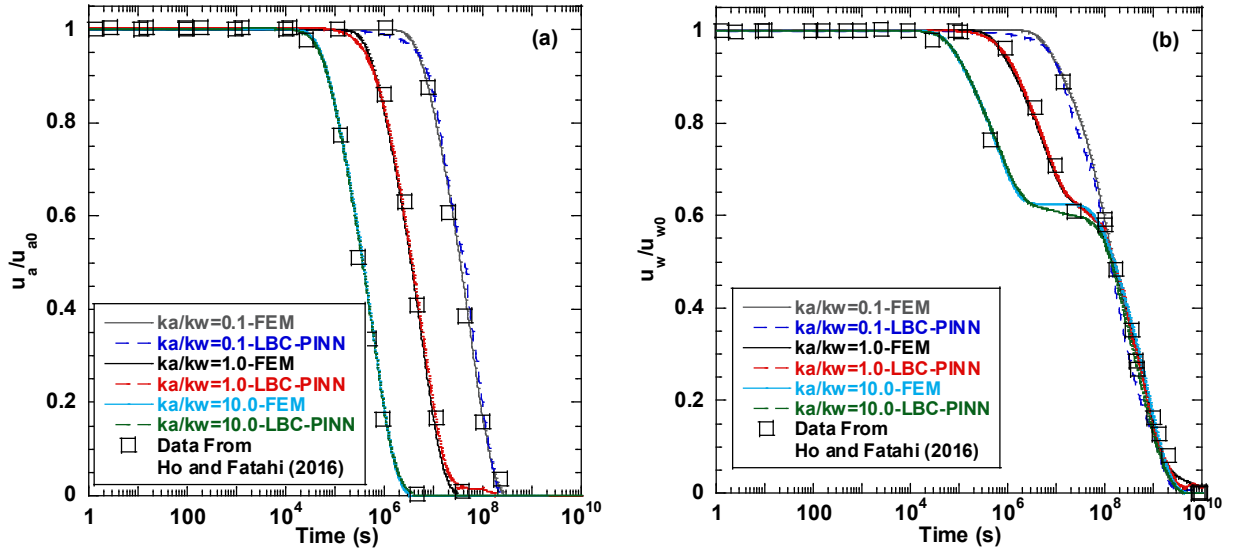 (a)
1
0.8
0.6
0.4
0.2
0
u_a/u_a0
ka/kw=0.1-FEM
ka/kw=0.1-LBC-PINN
ka/kw=1.0-FEM
ka/kw=1.0-LBC-PINN
ka/kw=10.0-FEM
ka/kw=10.0-LBC-PINN
Data From
Ho and Fatahi (2016)
1 100 10^4 10^6 10^8 10^10
Time (s)
(b)
1
0.8
0.6
0.4
0.2
0
u_w/u_w0
ka/kw=0.1-FEM
ka/kw=0.1-LBC-PINN
ka/kw=1.0-FEM
ka/kw=1.0-LBC-PINN
ka/kw=10.0-FEM
ka/kw=10.0-LBC-PINN
Data From
Ho and Fatahi (2016)
1 100 10^4 10^6 10^8 10^10
Time (s)